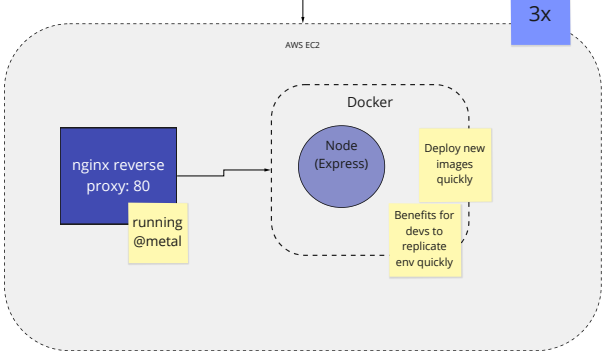 3x
AWS EC2
Docker
nginx reverse
proxy: 80
Node
(Express)
Deploy new
images
quickly
running
@metal
Benefits for
devs to
replicate
env quickly